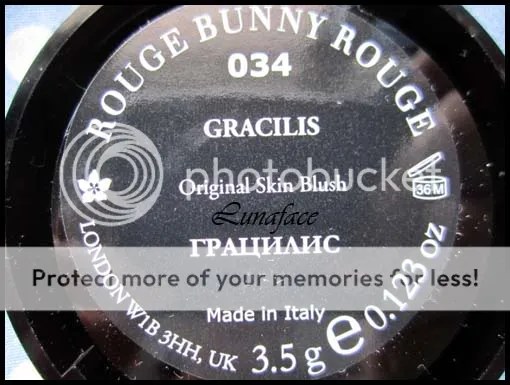 ROUGE BUNNY ROUGE
034
GRACILIS
photobucket
36M
Original Skin Blush
Lunaface
ГРАЦИЛИС
Protect more of your memories for less!
Made in Italy
LONDON W1B 3HH, UK 3.5 g e 0.123 oz